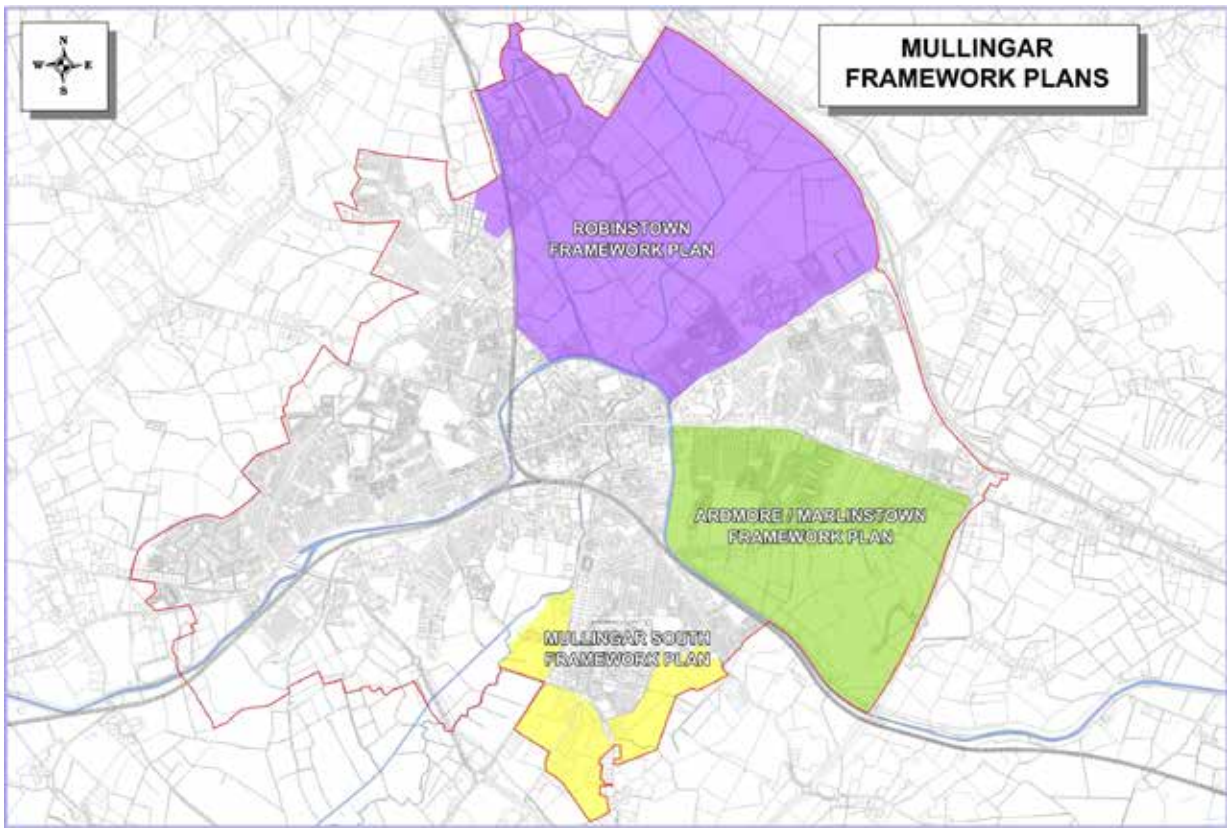 N
W E
S
MULLINGAR
FRAMEWORK PLANS
ROBINSTOWN
FRAMEWORK PLAN
ARDMORE / MARLINSTOWN
FRAMEWORK PLAN
MULLINGAR SOUTH
FRAMEWORK PLAN